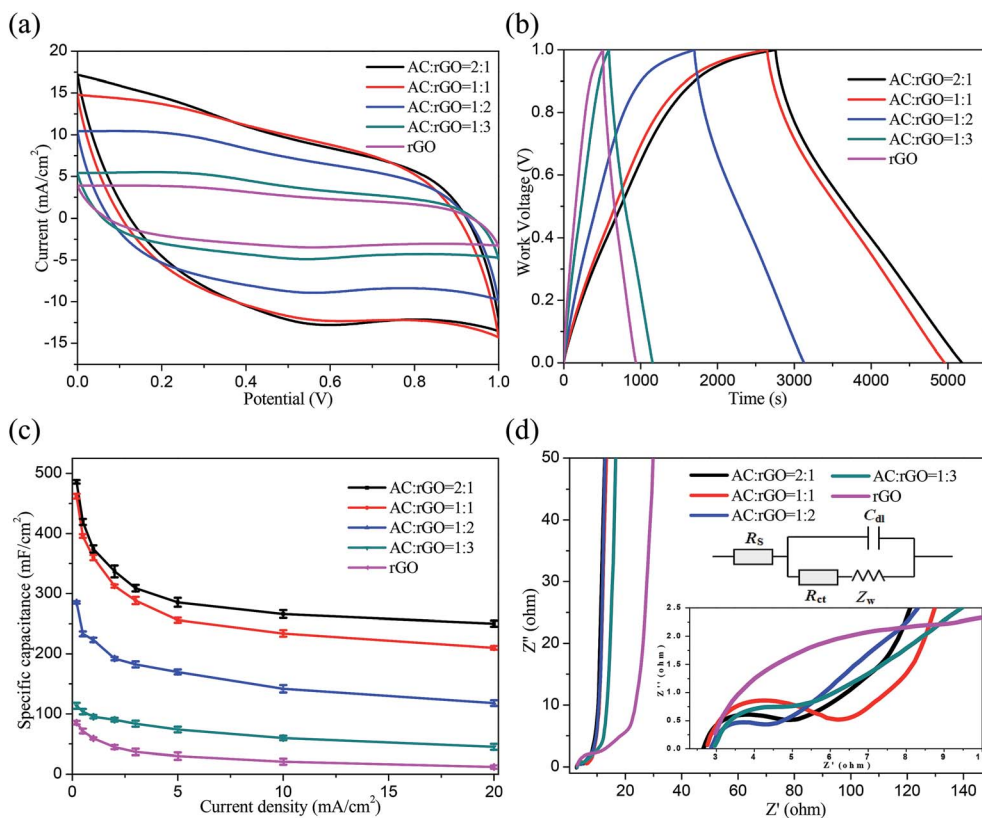 (a)
20
15
10
5
0
-5
-10
-15
0.0 0.2 0.4 0.6 0.8 1.0
Current (mA/cm²)
Potential (V)
AC:rGO=2:1
AC:rGO=1:1
AC:rGO=1:2
AC:rGO=1:3
rGO
(b)
1.0
0.8
0.6
0.4
0.2
0.0
0 1000 2000 3000 4000 5000
Work Voltage (V)
Time (s)
AC:rGO=2:1
AC:rGO=1:1
AC:rGO=1:2
AC:rGO=1:3
rGO
(c)
500
400
300
200
100
0
0 5 10 15 20
Specific capacitance (mF/cm²)
Current density (mA/cm²)
AC:rGO=2:1
AC:rGO=1:1
AC:rGO=1:2
AC:rGO=1:3
rGO
(d)
50
40
30
20
10
0
20 40 60 80 100 120 140
Z'' (ohm)
Z' (ohm)
AC:rGO=2:1 AC:rGO=1:3
AC:rGO=1:1 rGO
AC:rGO=1:2
Cdl
RS
Rct Zw
2.5
2.0
1.5
1.0
0.5
0.0
3 4 5 6 7 8 9 1
Z'' (ohm)
Z' (ohm)